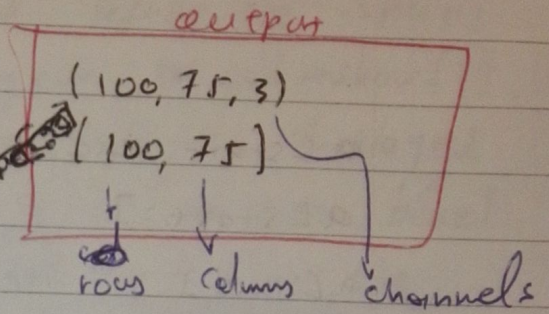 output
(100, 75, 3)
(100, 75)
rows columns channels